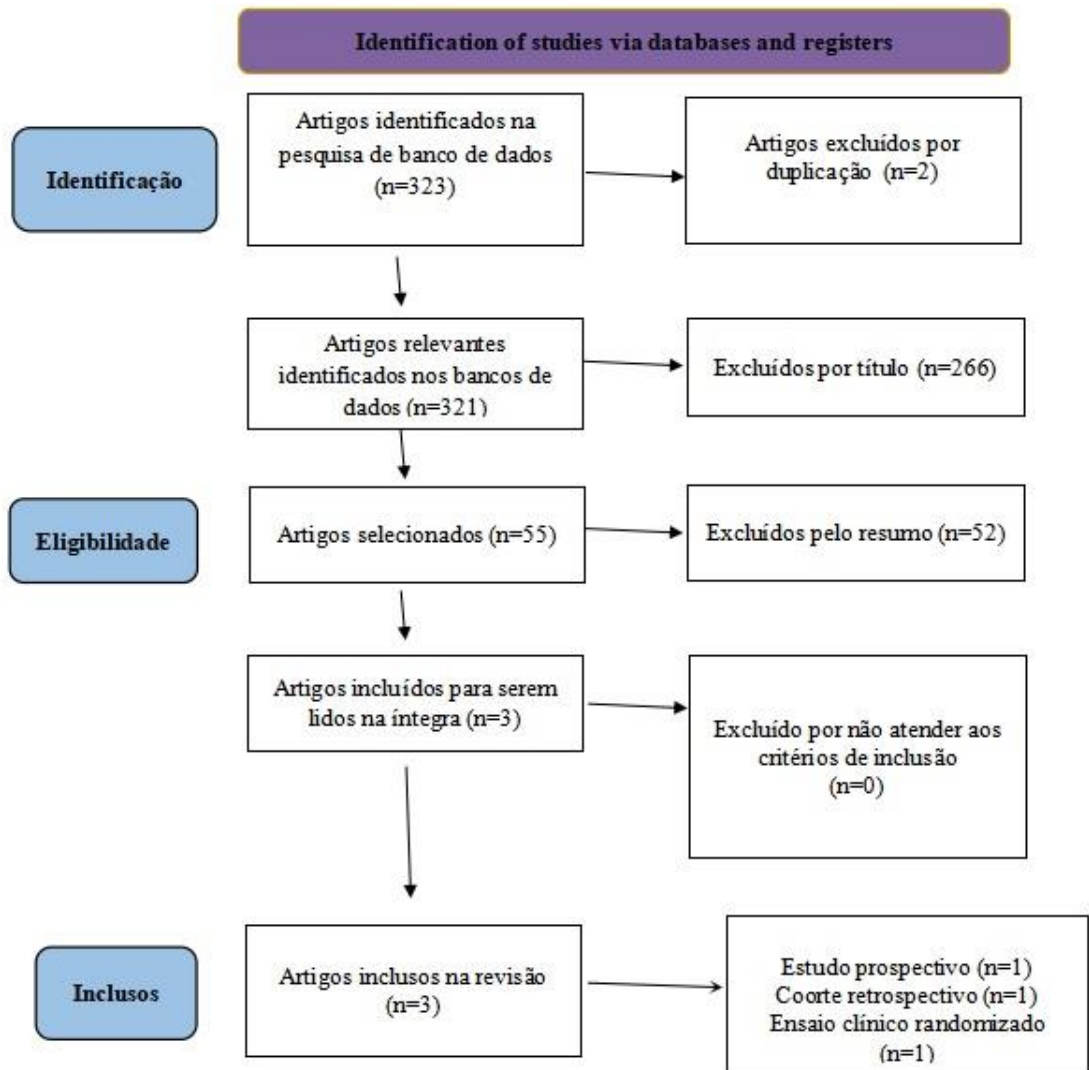 Identification of studies via databases and registers
Identificação
Artigos identificados na
pesquisa de banco de dados
(n=323)
Artigos excluídos por
duplicação (n=2)
Artigos relevantes
identificados nos bancos de
dados (n=321)
Excluídos por título (n=266)
Eligibilidade
Artigos selecionados (n=55)
Excluídos pelo resumo (n=52)
Artigos incluídos para serem
lidos na íntegra (n=3)
Excluído por não atender aos
critérios de inclusão
(n=0)
Inclusos
Artigos inclusos na revisão
(n=3)
Estudo prospectivo (n=1)
Coorte retrospectivo (n=1)
Ensaio clínico randomizado
(n=1)